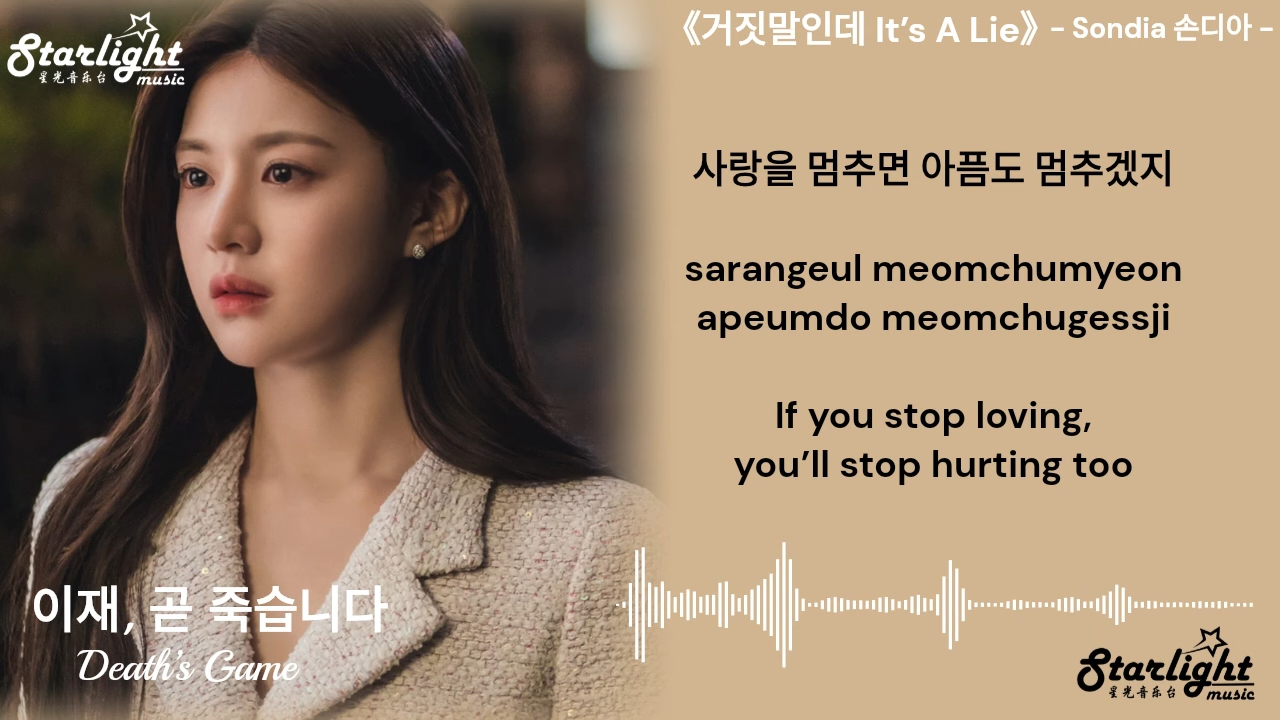 Starlight
星光音乐台 music
《거짓말인데 It’s A Lie》 – Sondia 손디아 –
사랑을 멈추면 아픔도 멈추겠지
sarangeul meomchumyeon
apeumdo meomchugessji
If you stop loving,
you’ll stop hurting too
이재, 곧 죽습니다
Death’s Game
Starlight
星光音乐台 music